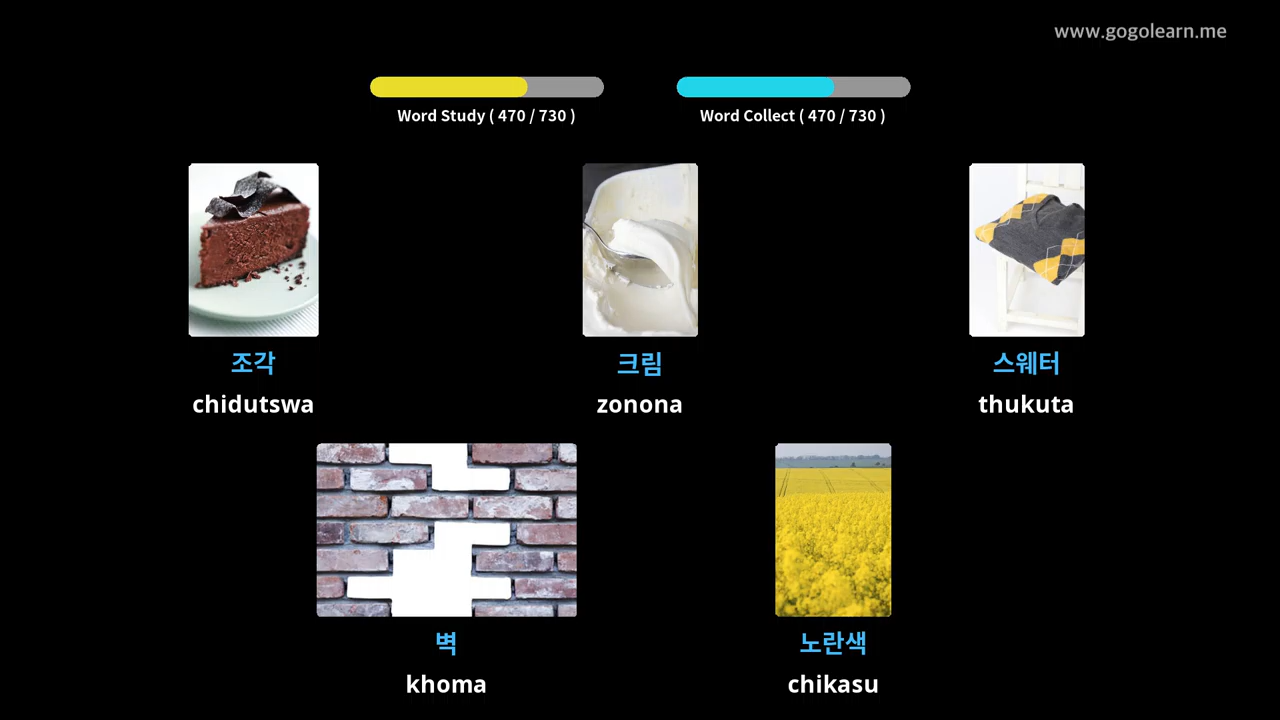 www.gogolearn.me
Word Study ( 470 / 730 )
Word Collect ( 470 / 730 )
조각
크림
스웨터
chidutswa
zonona
thukuta
벽
노란색
khoma
chikasu